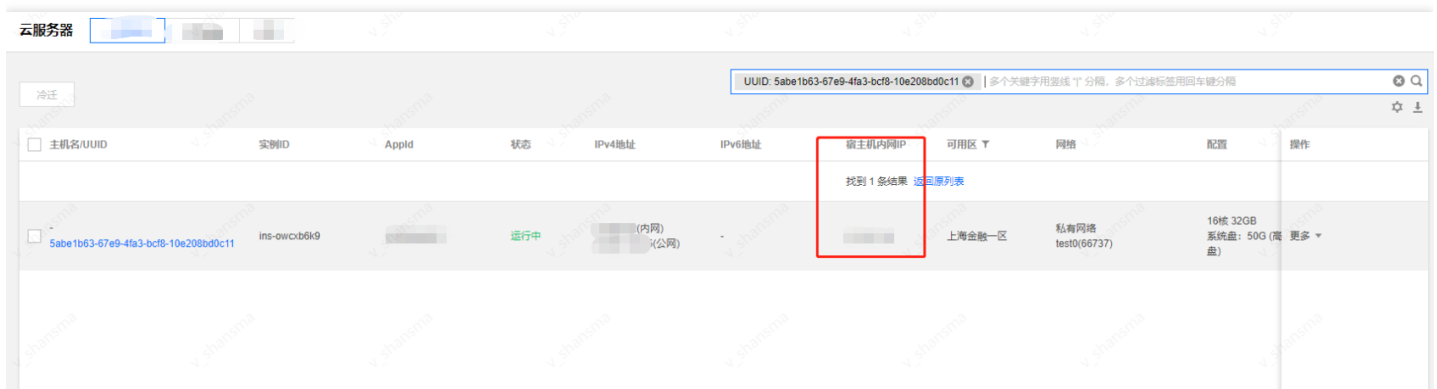 云服务器
UUID: 5abe1b63-67e9-4fa3-bcf8-10e208bd0c11 多个关键字用竖线 "|" 分隔，多个过滤标签用回车键分隔
冷迁
主机名/UUID 实例ID AppId 状态 IPv4地址 IPv6地址 宿主机内网IP 可用区 网络 配置 操作
找到 1 条结果 返回原列表
-
5abe1b63-67e9-4fa3-bcf8-10e208bd0c11
ins-owcxb6k9
运行中
(内网)
(公网)
-
上海金融一区
私有网络
test0(66737)
16核 32GB
系统盘：50G (高
盘)
更多
v_shansma